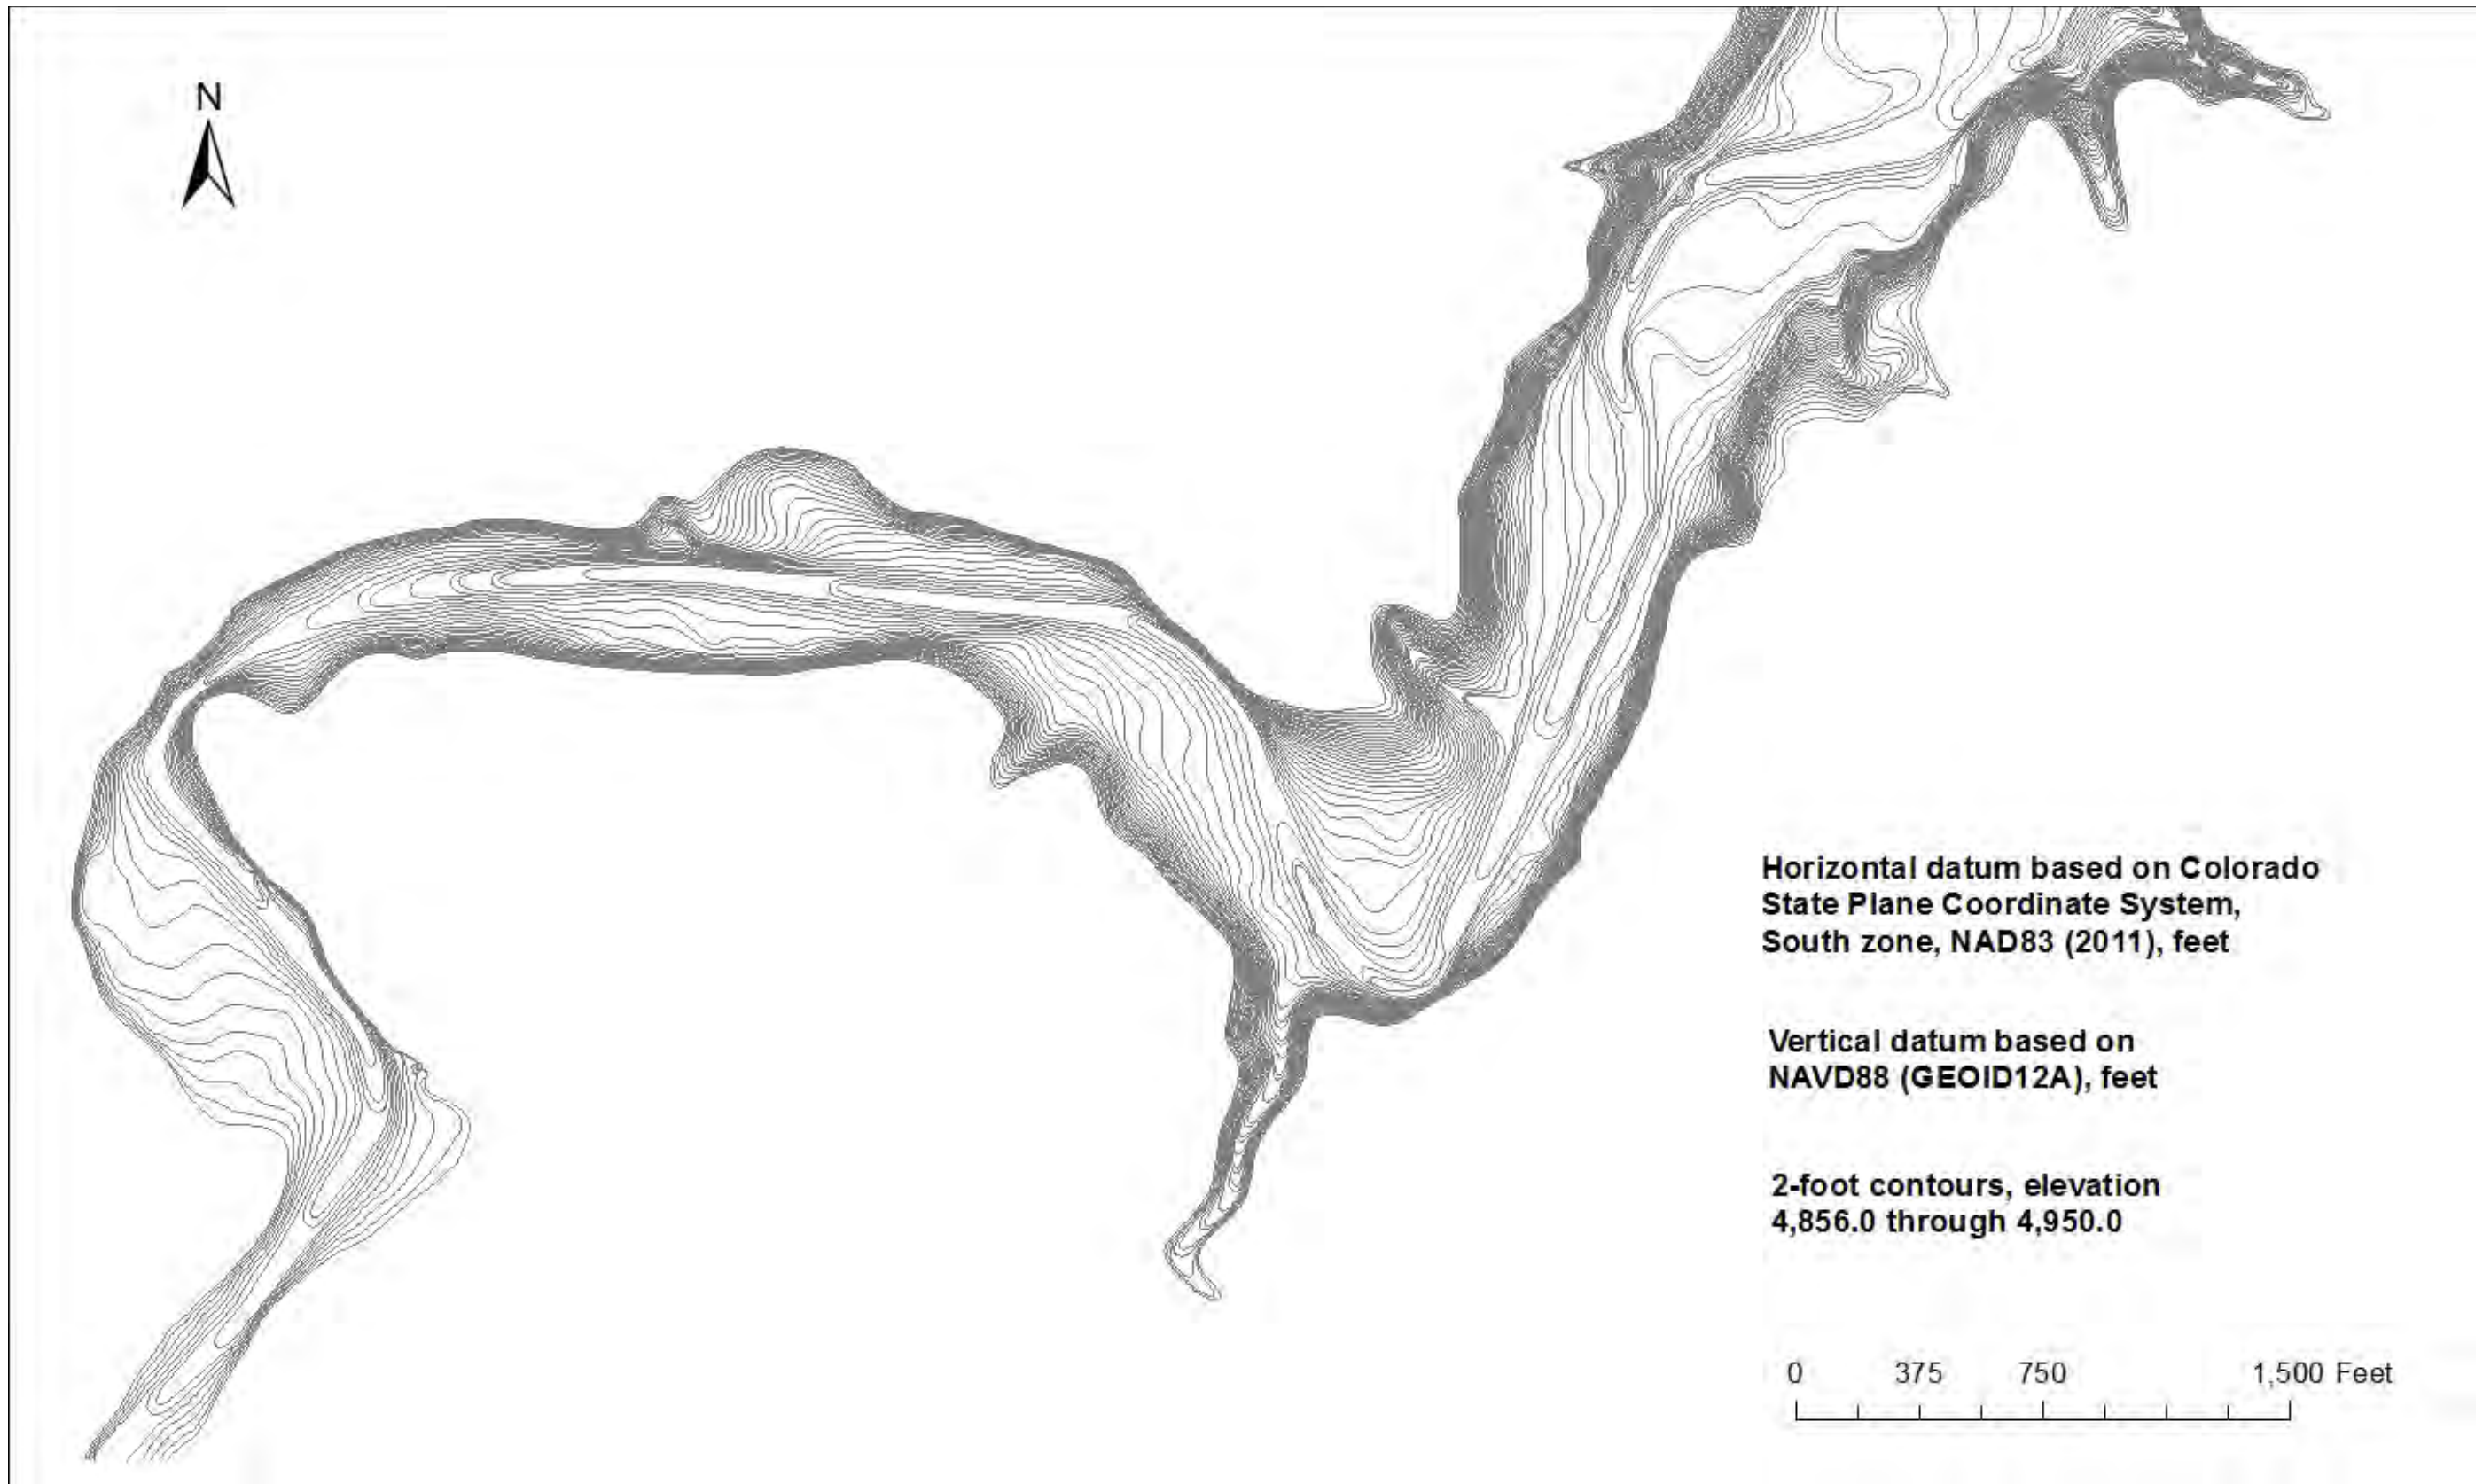 N
Horizontal datum based on Colorado
State Plane Coordinate System,
South zone, NAD83 (2011), feet
Vertical datum based on
NAVD88 (GEOID12A), feet
2-foot contours, elevation
4,856.0 through 4,950.0
0 375 750 1,500 Feet